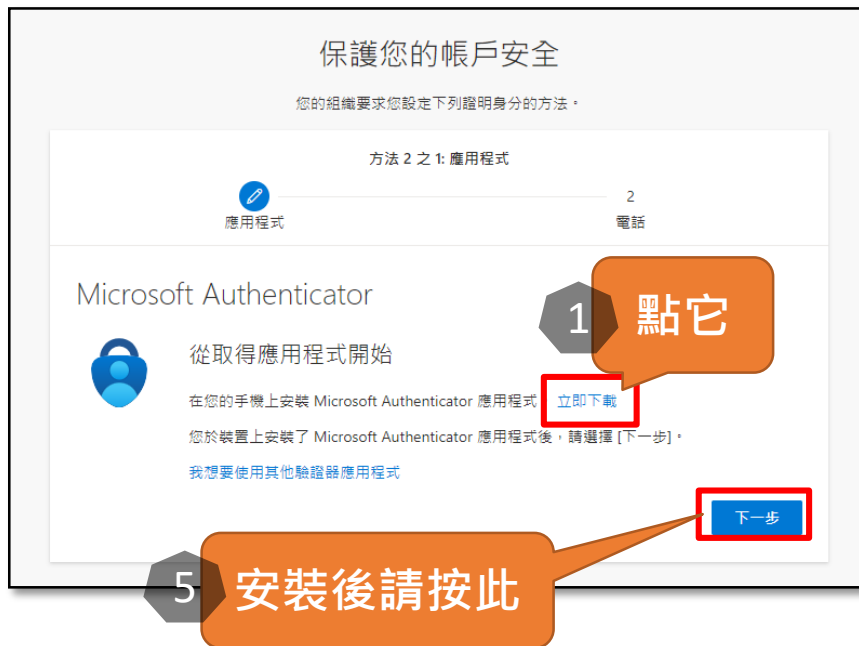 保護您的帳戶安全
您的組織要求您設定下列證明身分的方法。
方法 2 之 1: 應用程式
2
應用程式
電話
Microsoft Authenticator
1 點它
從取得應用程式開始
在您的手機上安裝 Microsoft Authenticator 應用程式 立即下載
您於裝置上安裝了 Microsoft Authenticator 應用程式後，請選擇 [下一步]。
我想要使用其他驗證器應用程式
下一步
5 安裝後請按此